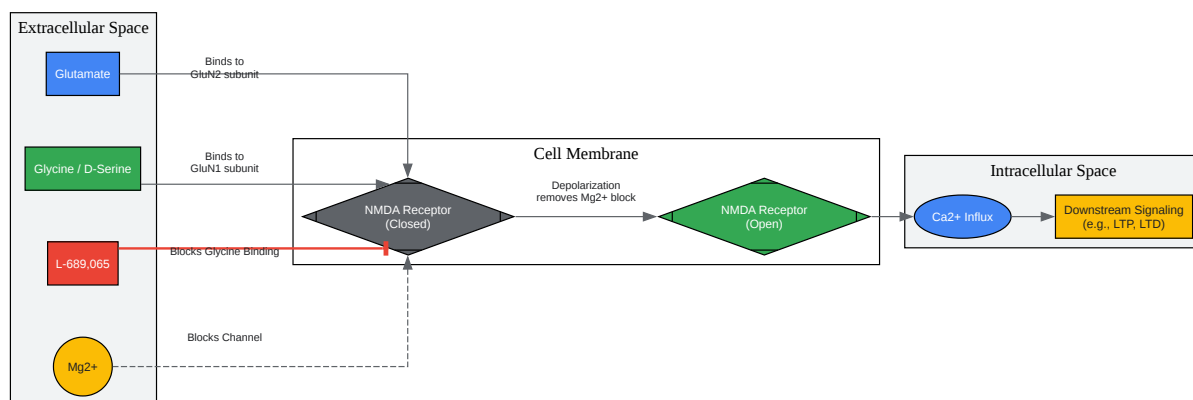 Extracellular Space
Glutamate
Binds to
GluN2 subunit
Glycine / D-Serine
Binds to
GluN1 subunit
L-689,065
Blocks Glycine Binding
Mg2+
Blocks Channel
Cell Membrane
NMDA Receptor
(Closed)
Depolarization
removes Mg2+ block
NMDA Receptor
(Open)
Intracellular Space
Ca2+ Influx
Downstream Signaling
(e.g., LTP, LTD)